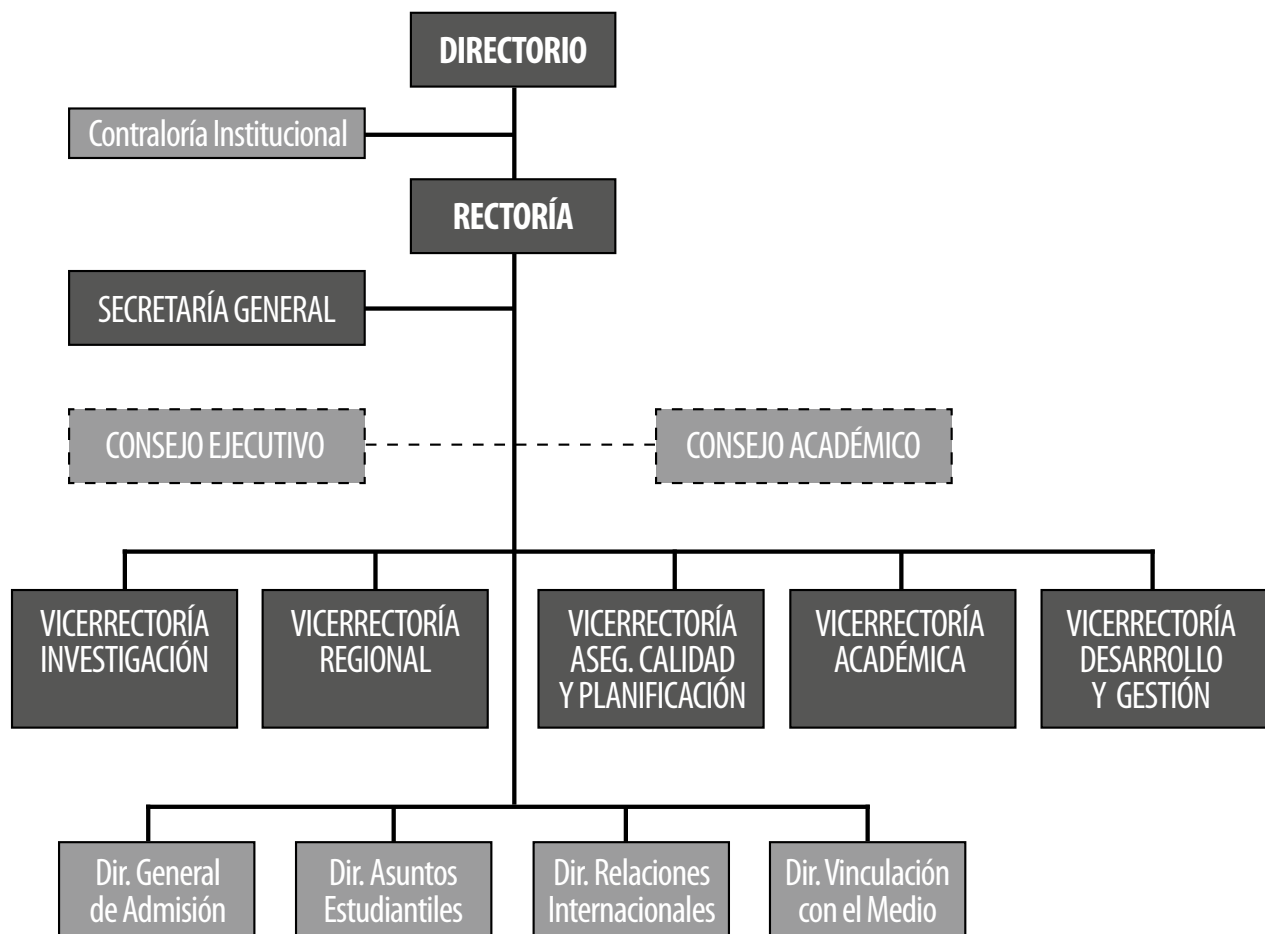 DIRECTORIO
Contraloría Institucional
RECTORÍA
SECRETARÍA GENERAL
CONSEJO EJECUTIVO
CONSEJO ACADÉMICO
VICERRECTORÍA
INVESTIGACIÓN
VICERRECTORÍA
REGIONAL
VICERRECTORÍA
ASEG. CALIDAD
Y PLANIFICACIÓN
VICERRECTORÍA
ACADÉMICA
VICERRECTORÍA
DESARROLLO
Y GESTIÓN
Dir. General
de Admisión
Dir. Asuntos
Estudiantiles
Dir. Relaciones
Internacionales
Dir. Vinculación
con el Medio